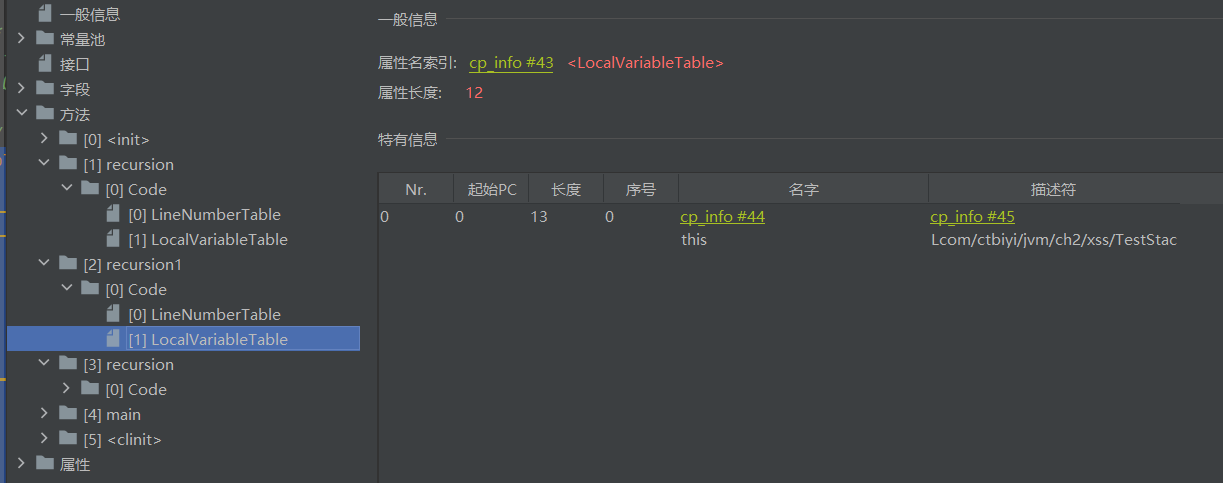 一般信息
常量池
接口
字段
方法
[0] <init>
[1] recursion
[0] Code
[0] LineNumberTable
[1] LocalVariableTable
[2] recursion1
[0] Code
[0] LineNumberTable
[1] LocalVariableTable
[3] recursion
[0] Code
[4] main
[5] <clinit>
属性
一般信息
属性名索引: cp_info #43 <LocalVariableTable>
属性长度: 12
特有信息
Nr. 起始PC 长度 序号 名字 描述符
0 0 13 0 cp_info #44 cp_info #45
this Lcom/ctbiyi/jvm/ch2/xss/TestStac